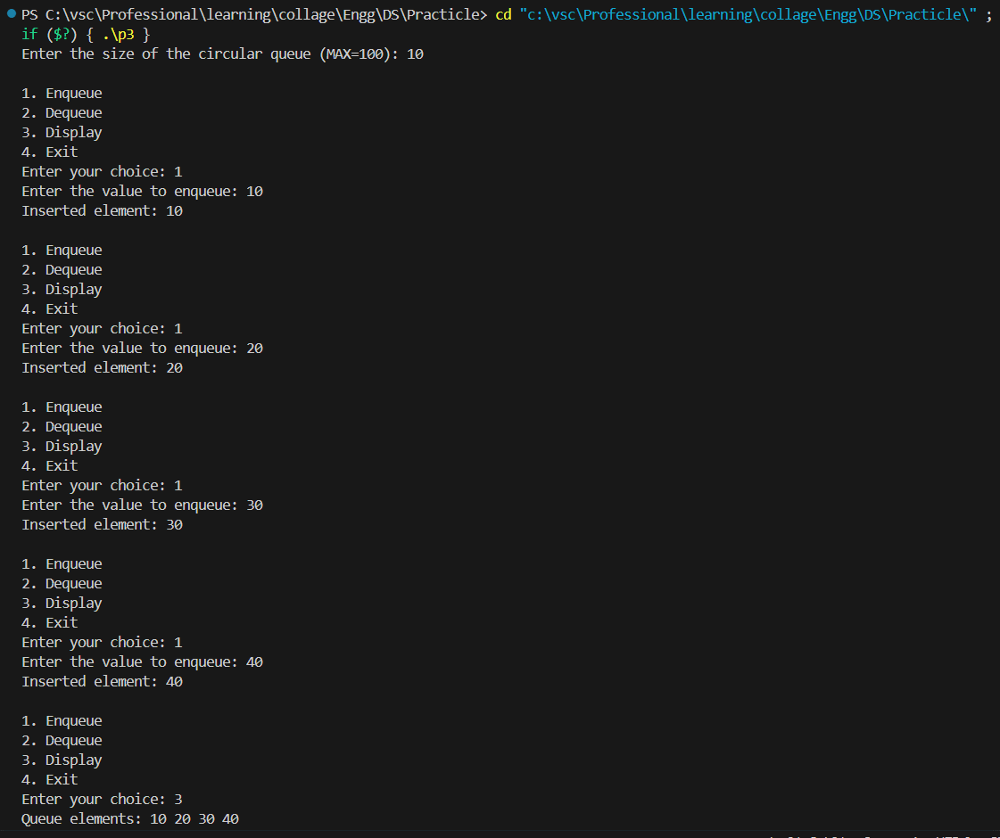 PS C:\vsc\Professional\learning\collage\Engg\DS\Practicle> cd "c:\vsc\Professional\learning\collage\Engg\DS\Practicle\" ;
if ($?) { .\p3 }
Enter the size of the circular queue (MAX=100): 10
1. Enqueue
2. Dequeue
3. Display
4. Exit
Enter your choice: 1
Enter the value to enqueue: 10
Inserted element: 10
1. Enqueue
2. Dequeue
3. Display
4. Exit
Enter your choice: 1
Enter the value to enqueue: 20
Inserted element: 20
1. Enqueue
2. Dequeue
3. Display
4. Exit
Enter your choice: 1
Enter the value to enqueue: 30
Inserted element: 30
1. Enqueue
2. Dequeue
3. Display
4. Exit
Enter your choice: 1
Enter the value to enqueue: 40
Inserted element: 40
1. Enqueue
2. Dequeue
3. Display
4. Exit
Enter your choice: 3
Queue elements: 10 20 30 40